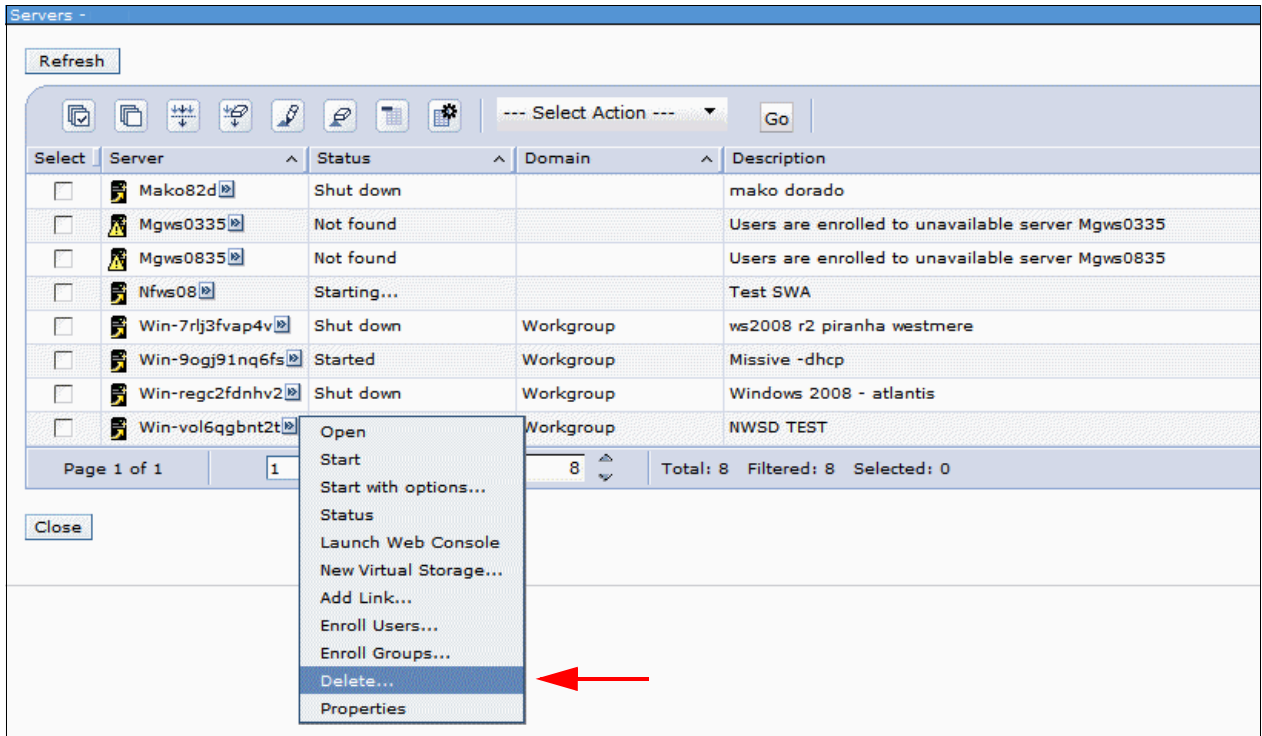 Servers -
Refresh
--- Select Action --- Go
Select Server Status Domain Description
Mako82d Shut down mako dorado
Mgws0335 Not found Users are enrolled to unavailable server Mgws0335
Mgws0835 Not found Users are enrolled to unavailable server Mgws0835
Nfws08 Starting... Test SWA
Win-7rlj3fvap4v Shut down Workgroup ws2008 r2 piranha westmere
Win-9ogj91nq6fs Started Workgroup Missive -dhcp
Win-regc2fdnhv2 Shut down Workgroup Windows 2008 - atlantis
Win-vol6qgbnt2t Workgroup NWSD TEST
Page 1 of 1 1 8 Total: 8 Filtered: 8 Selected: 0
Close
Open
Start
Start with options...
Status
Launch Web Console
New Virtual Storage...
Add Link...
Enroll Users...
Enroll Groups...
Delete...
Properties